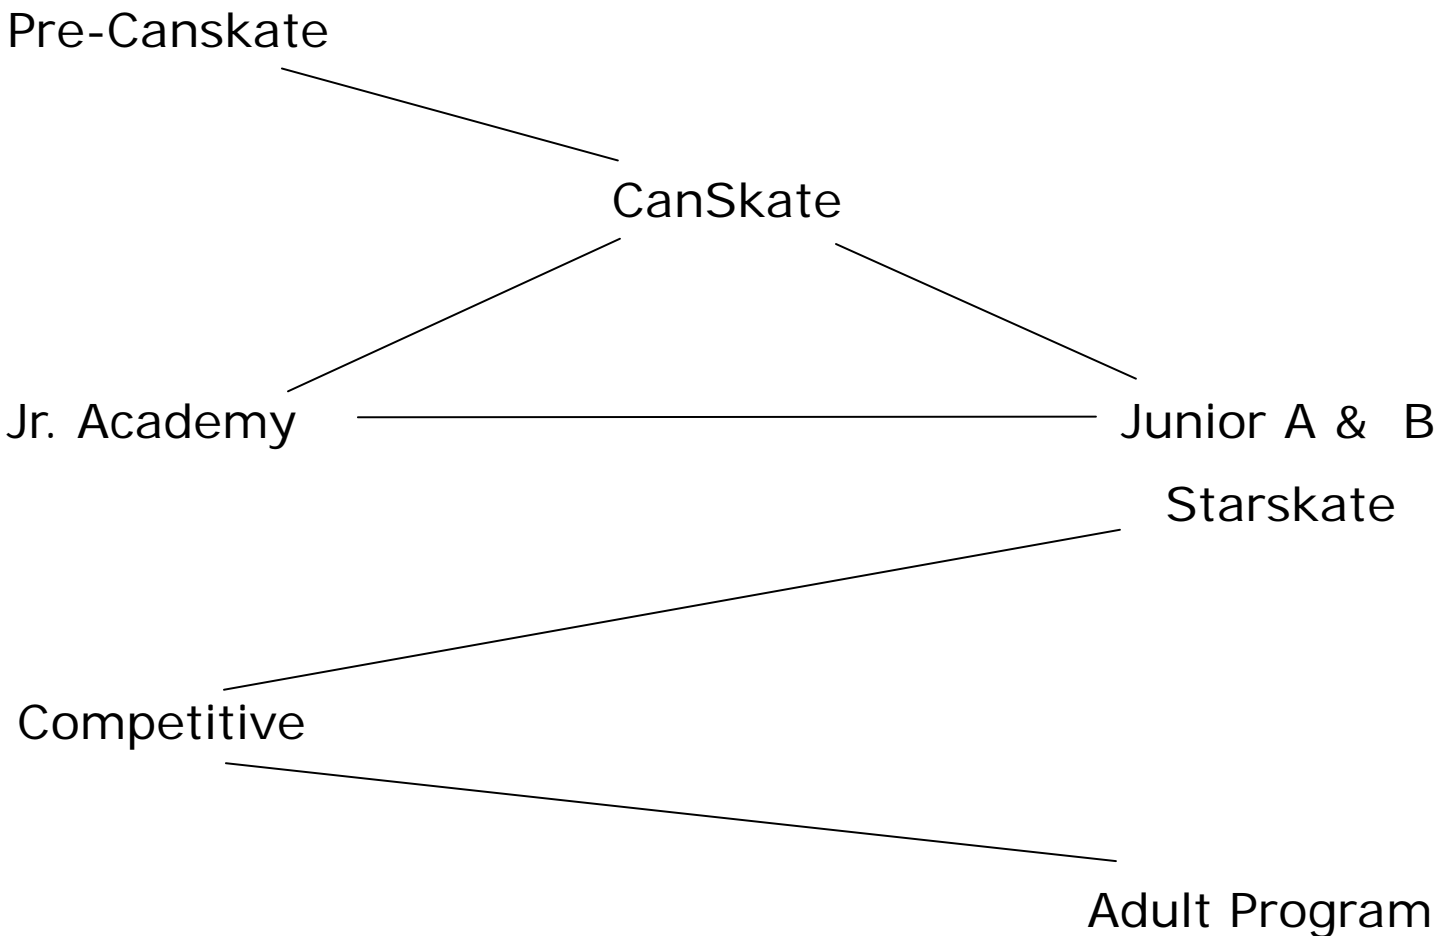 Pre-Canskate
CanSkate
Jr. Academy
Junior A & B
Starskate
Competitive
Adult Program